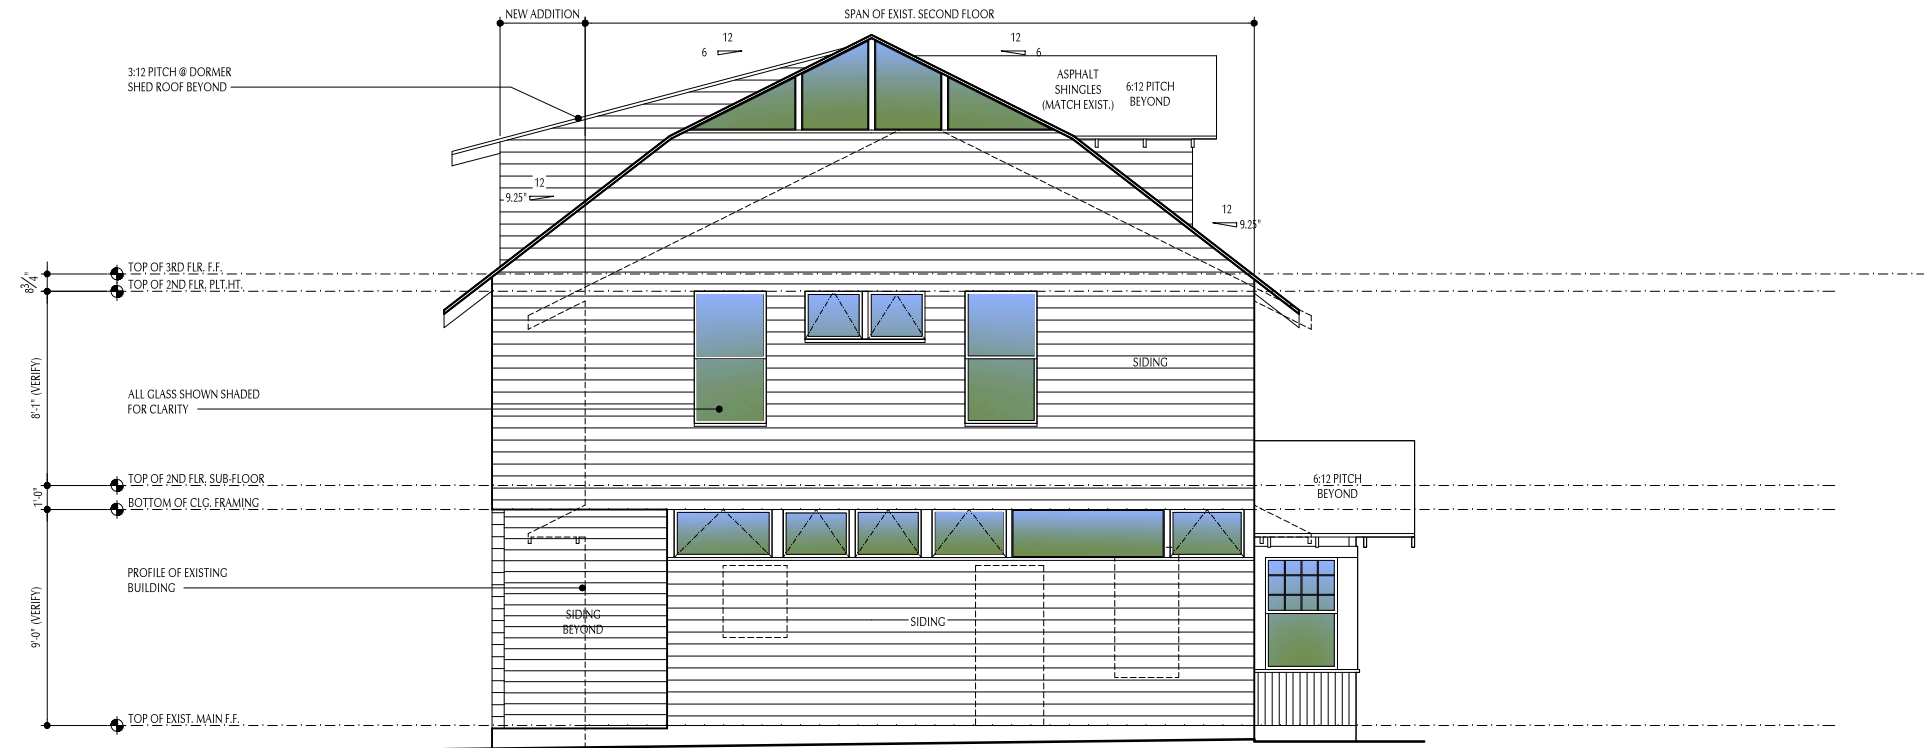 NEW ADDITION
SPAN OF EXIST. SECOND FLOOR
12
6
12
6
3:12 PITCH @ DORMER
SHED ROOF BEYOND
ASPHALT
SHINGLES
(MATCH EXIST.)
6:12 PITCH
BEYOND
12
9.25"
12
9.25"
8 3/4"
TOP OF 3RD FLR. F.F.
TOP OF 2ND FLR. PLT.HT.
8'-1" (VERIFY)
SIDING
ALL GLASS SHOWN SHADED
FOR CLARITY
TOP OF 2ND FLR. SUB-FLOOR
1'-0"
BOTTOM OF CLG. FRAMING
6:12 PITCH
BEYOND
PROFILE OF EXISTING
BUILDING
9'-0" (VERIFY)
SIDING
BEYOND
SIDING
TOP OF EXIST. MAIN F.F.